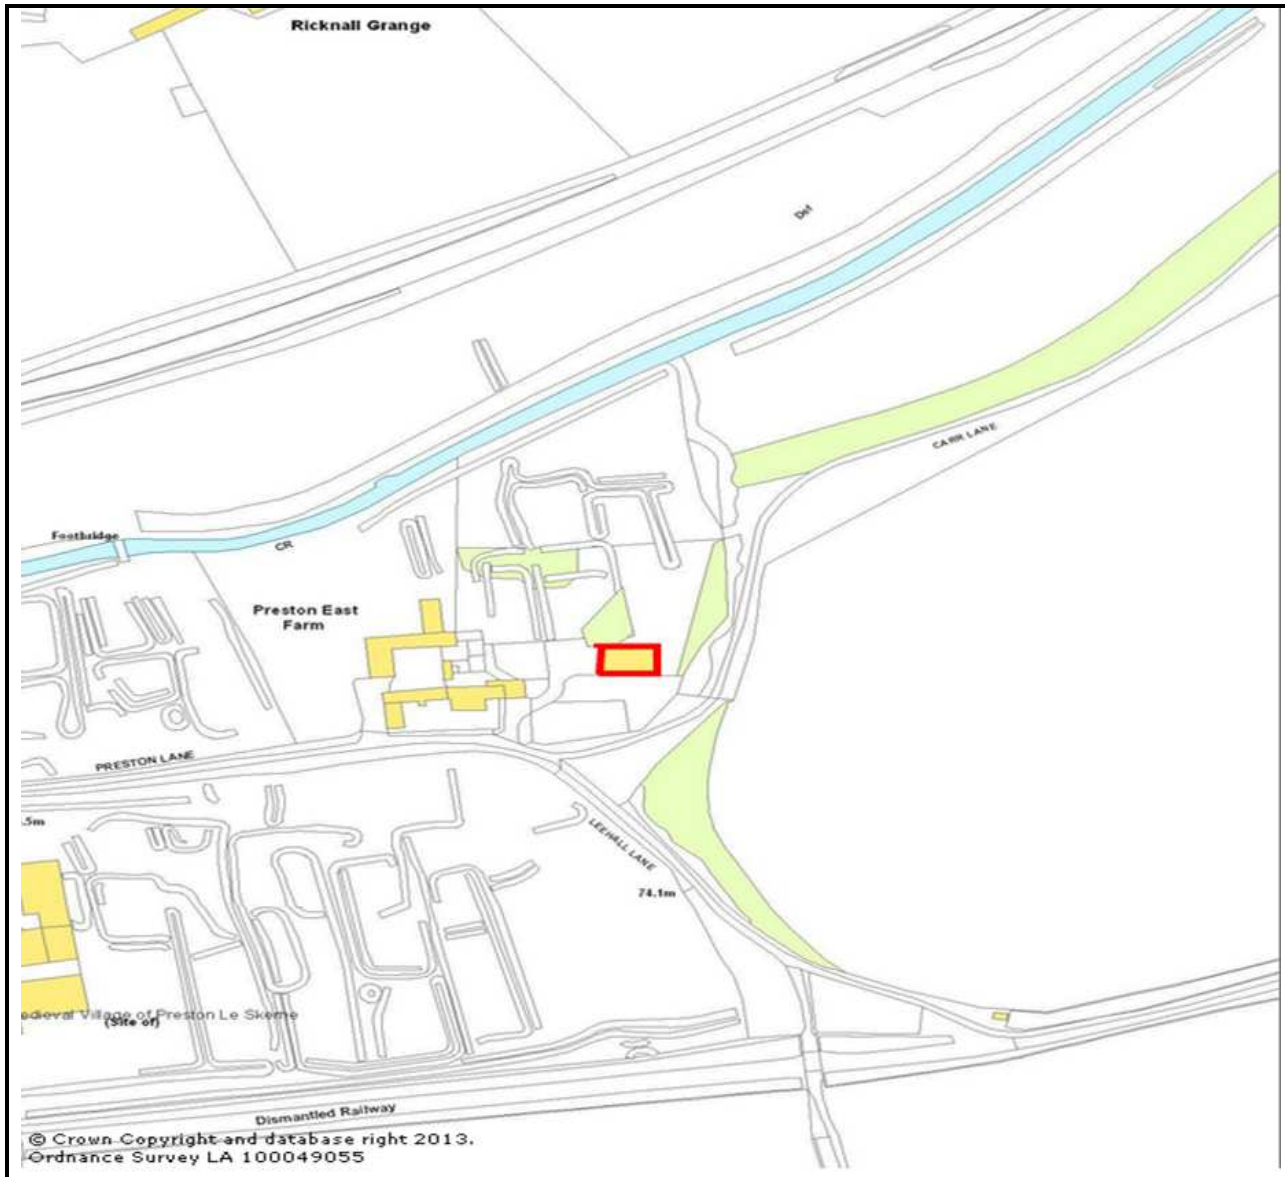 Ricknall Grange
Def
CARR LANE
Footbridge
CR
Preston East
Farm
PRESTON LANE
.5m
LEEHALL LANE
74.1m
edieval Village of Preston Le Skerne
(Site of)
Dismantled Railway
© Crown Copyright and database right 2013.
Ordnance Survey LA 100049055